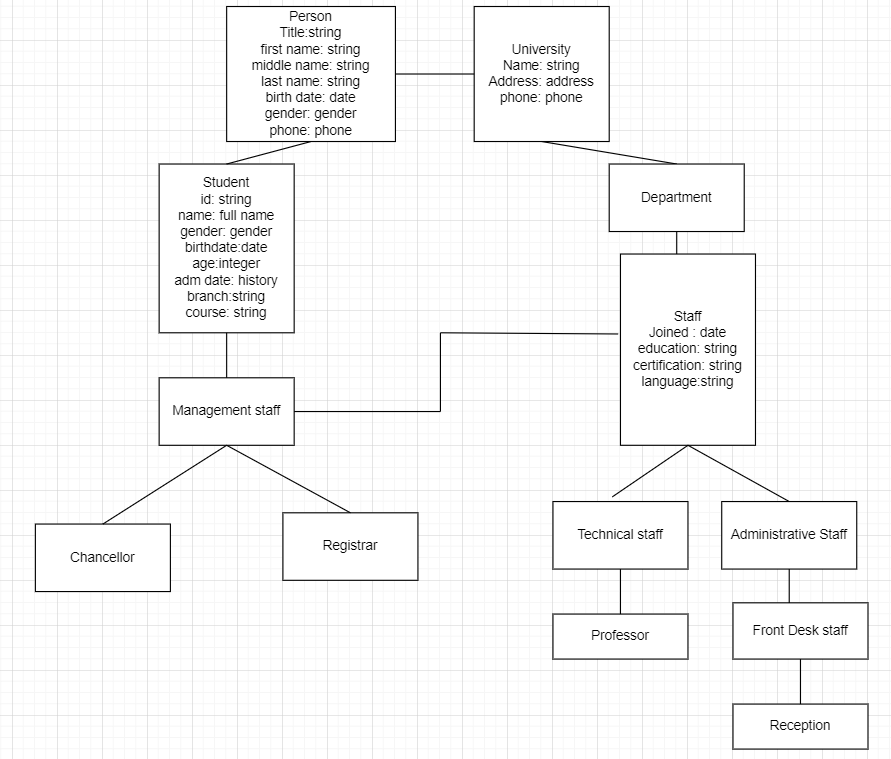 Person
Title:string
first name: string
middle name: string
last name: string
birth date: date
gender: gender
phone: phone
University
Name: string
Address: address
phone: phone
Student
id: string
name: full name
gender: gender
birthdate:date
age:integer
adm date: history
branch:string
course: string
Department
Staff
Joined : date
education: string
certification: string
language:string
Management staff
Chancellor
Registrar
Technical staff
Administrative Staff
Professor
Front Desk staff
Reception